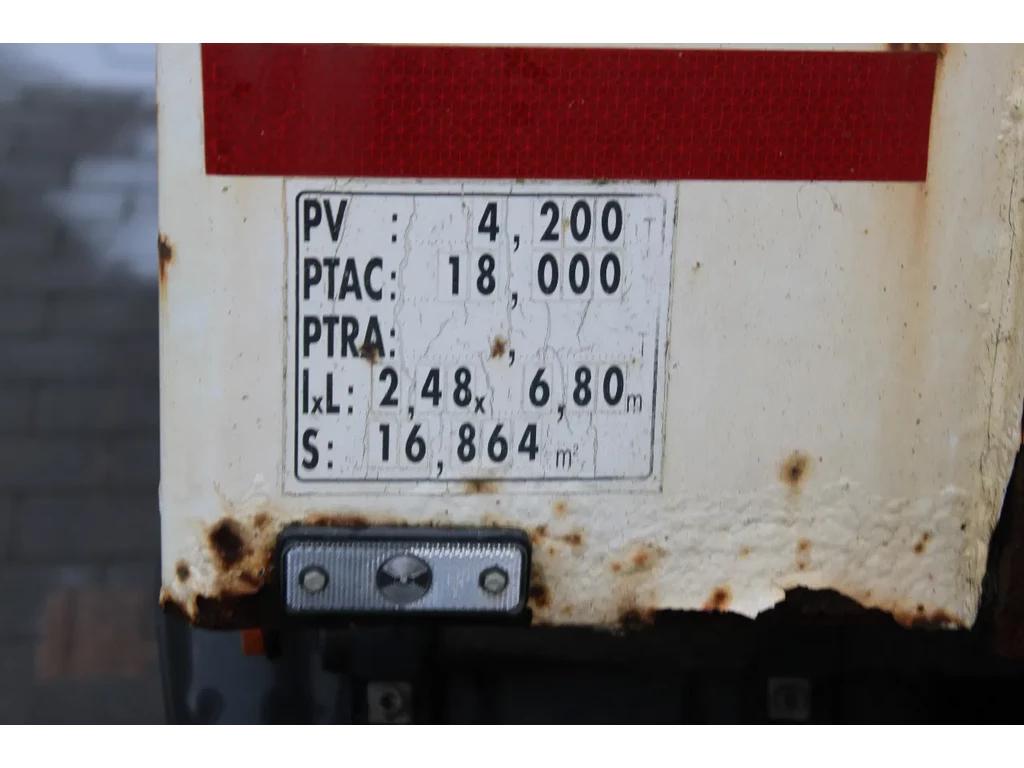 PV : 4,200 T
PTAC: 18,000
PTRA: , T
lxL: 2,48x 6,80m
S: 16,864 m²